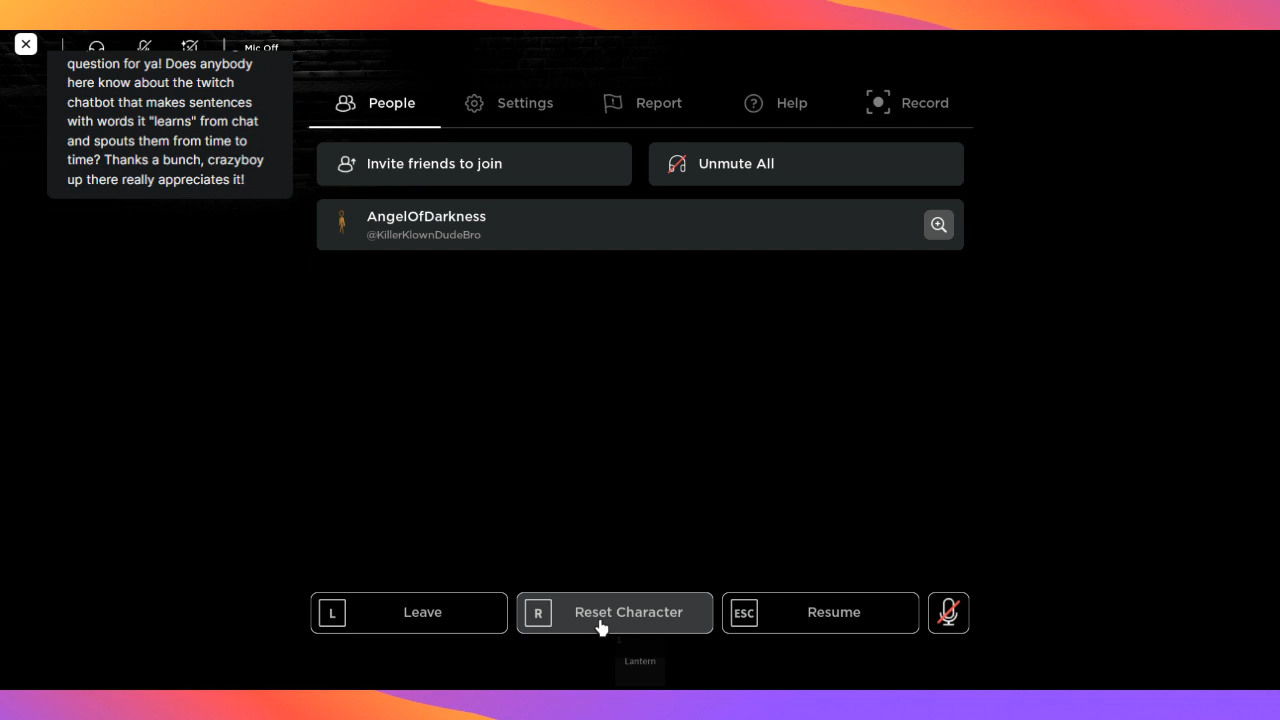 Mic Off
question for ya! Does anybody
here know about the twitch
chatbot that makes sentences
with words it "learns" from chat
and spouts them from time to
time? Thanks a bunch, crazyboy
up there really appreciates it!
People
Settings
Report
Help
Record
Invite friends to join
Unmute All
AngelOfDarkness
@KillerKlownDudeBro
L
Leave
R
Reset Character
ESC
Resume
1
Lantern